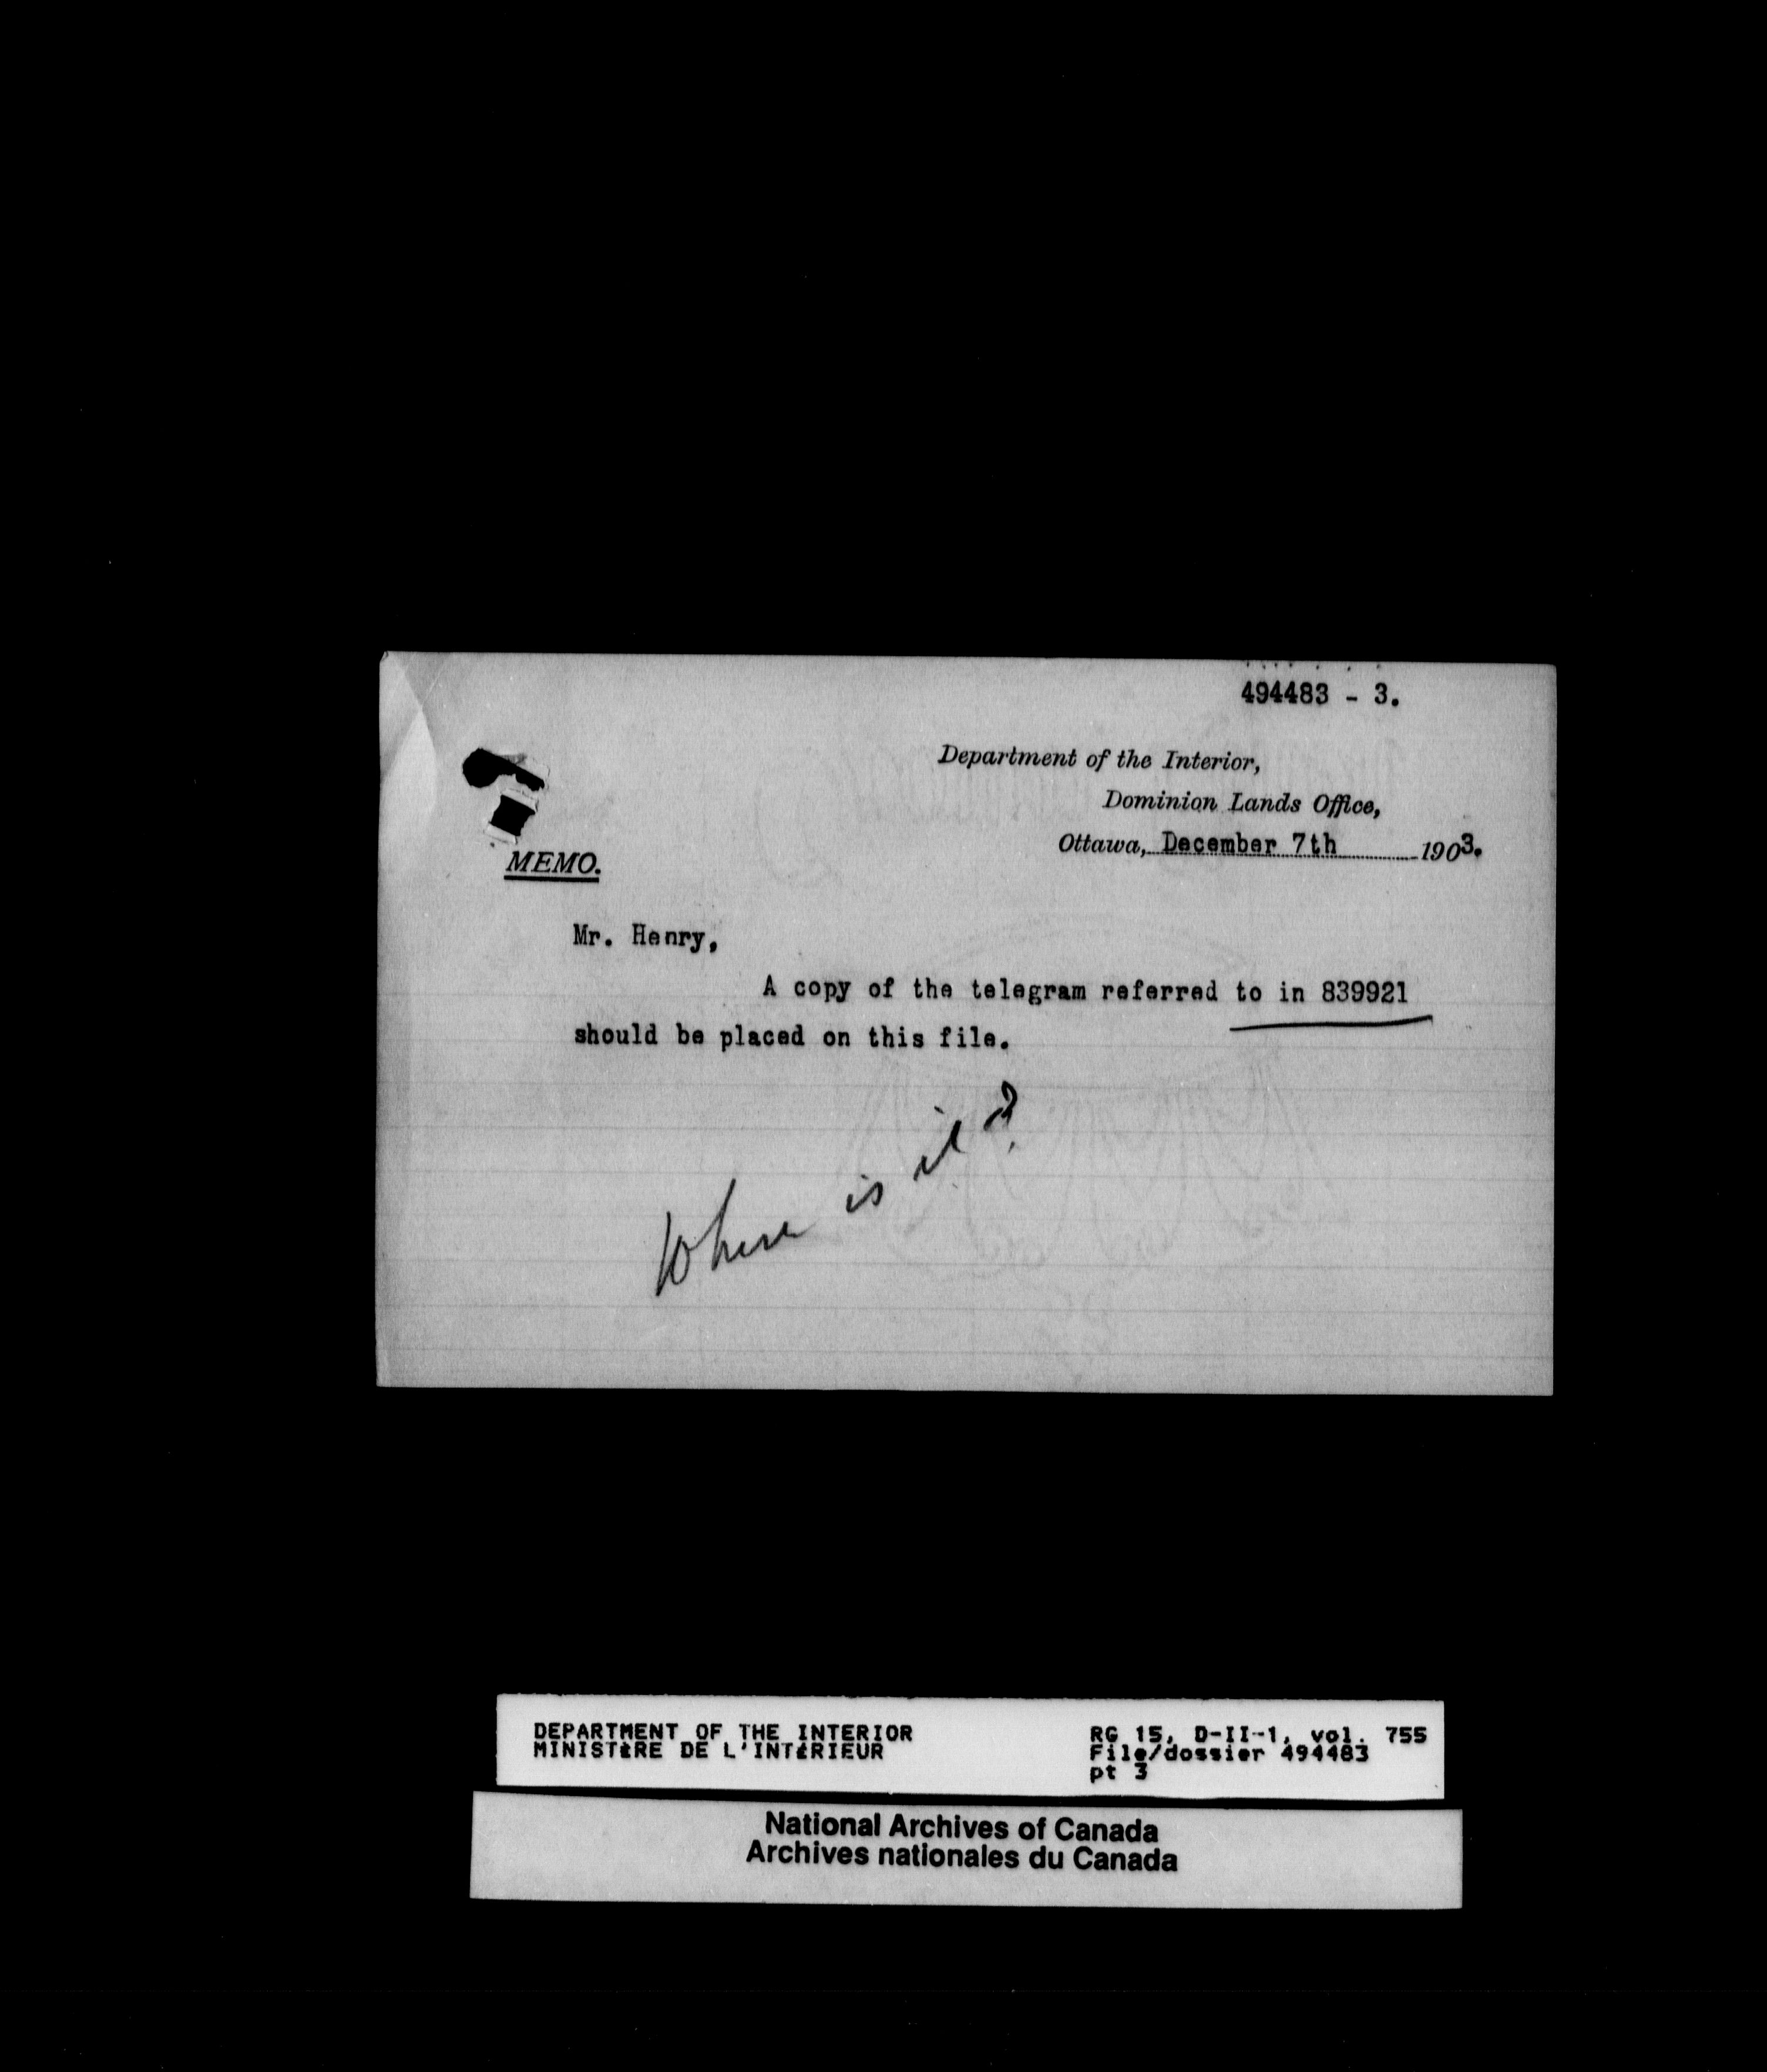 494483 - 3.
Department of the Interior,
Dominion Lands Office,
Ottawa, December 7th 1903.
MEMO.
Mr. Henry,
A copy of the telegram referred to in 839921
should be placed on this file.
Where is it?
DEPARTMENT OF THE INTERIOR
MINISTÈRE DE L'INTÉRIEUR
RG 15, D-II-1, vol. 755
File/dossier 494483
pt 3
National Archives of Canada
Archives nationales du Canada